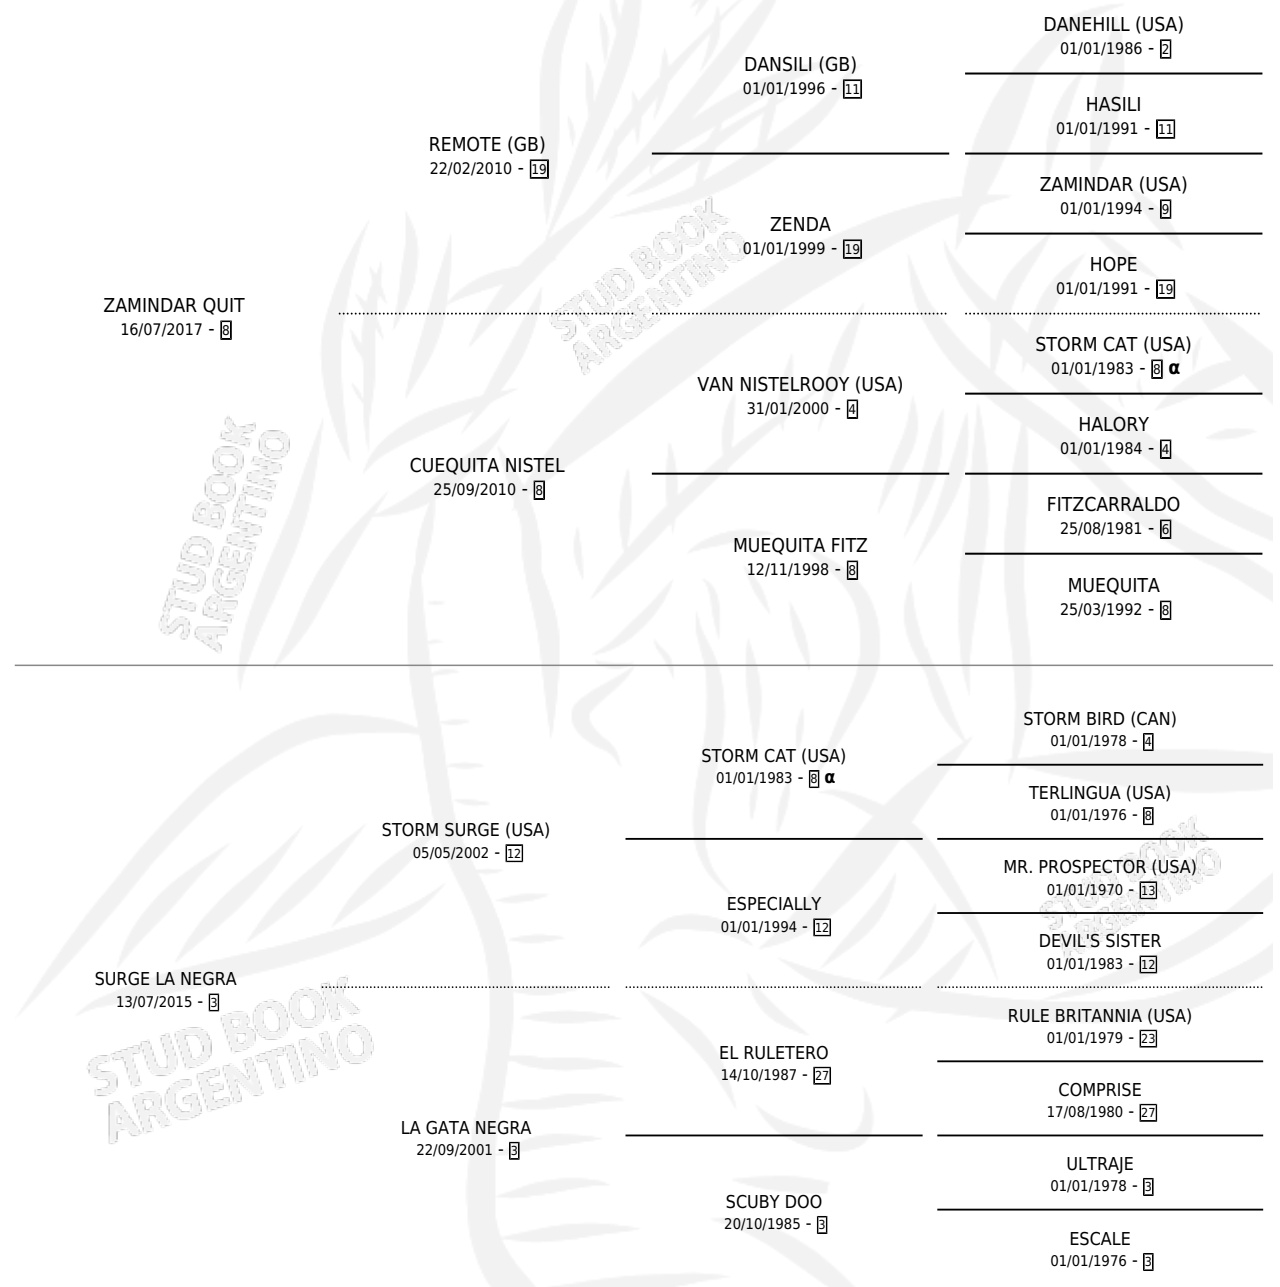 ZAMINDAR QUIT
16/07/2017 - 8
REMOTE (GB)
22/02/2010 - 19
CUEQUITA NISTEL
25/09/2010 - 8
DANSILI (GB)
01/01/1996 - 11
ZENDA
01/01/1999 - 19
VAN NISTELROOY (USA)
31/01/2000 - 4
MUEQUITA FITZ
12/11/1998 - 8
DANEHILL (USA)
01/01/1986 - 2
HASILI
01/01/1991 - 11
ZAMINDAR (USA)
01/01/1994 - 9
HOPE
01/01/1991 - 19
STORM CAT (USA)
01/01/1983 - 8 α
HALORY
01/01/1984 - 4
FITZCARRALDO
25/08/1981 - 6
MUEQUITA
25/03/1992 - 8
STUD BOOK
ARGENTINO
STUD BOOK
ARGENTINO
SURGE LA NEGRA
13/07/2015 - 3
STORM SURGE (USA)
05/05/2002 - 12
LA GATA NEGRA
22/09/2001 - 3
STORM CAT (USA)
01/01/1983 - 8 α
ESPECIALLY
01/01/1994 - 12
EL RULETERO
14/10/1987 - 27
SCUBY DOO
20/10/1985 - 3
STORM BIRD (CAN)
01/01/1978 - 4
TERLINGUA (USA)
01/01/1976 - 8
MR. PROSPECTOR (USA)
01/01/1970 - 13
DEVIL'S SISTER
01/01/1983 - 12
RULE BRITANNIA (USA)
01/01/1979 - 23
COMPRISE
17/08/1980 - 27
ULTRAJE
01/01/1978 - 3
ESCALE
01/01/1976 - 3
STUD BOOK
ARGENTINO
STUD BOOK
ARGENTINO